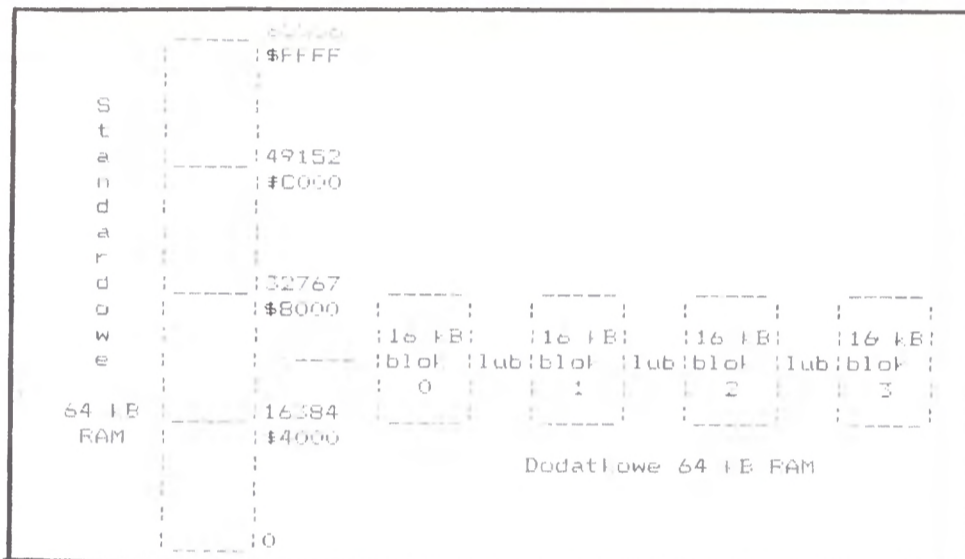 $FFFF
Standardowe
49152
$C000
32767
$8000
16 kB blok 0 lub 16 kB blok 1 lub 16 kB blok 2 lub 16 kB blok 3
64 kB RAM
16384
$4000
Dodatkowe 64 kB RAM
0